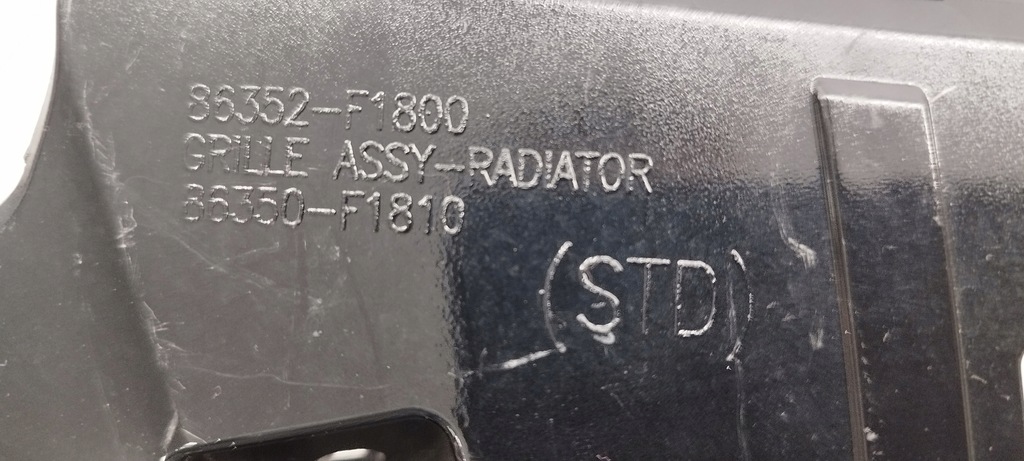 86352-F1800
GRILLE ASSY-RADIATOR
86350-F1810
(STD)